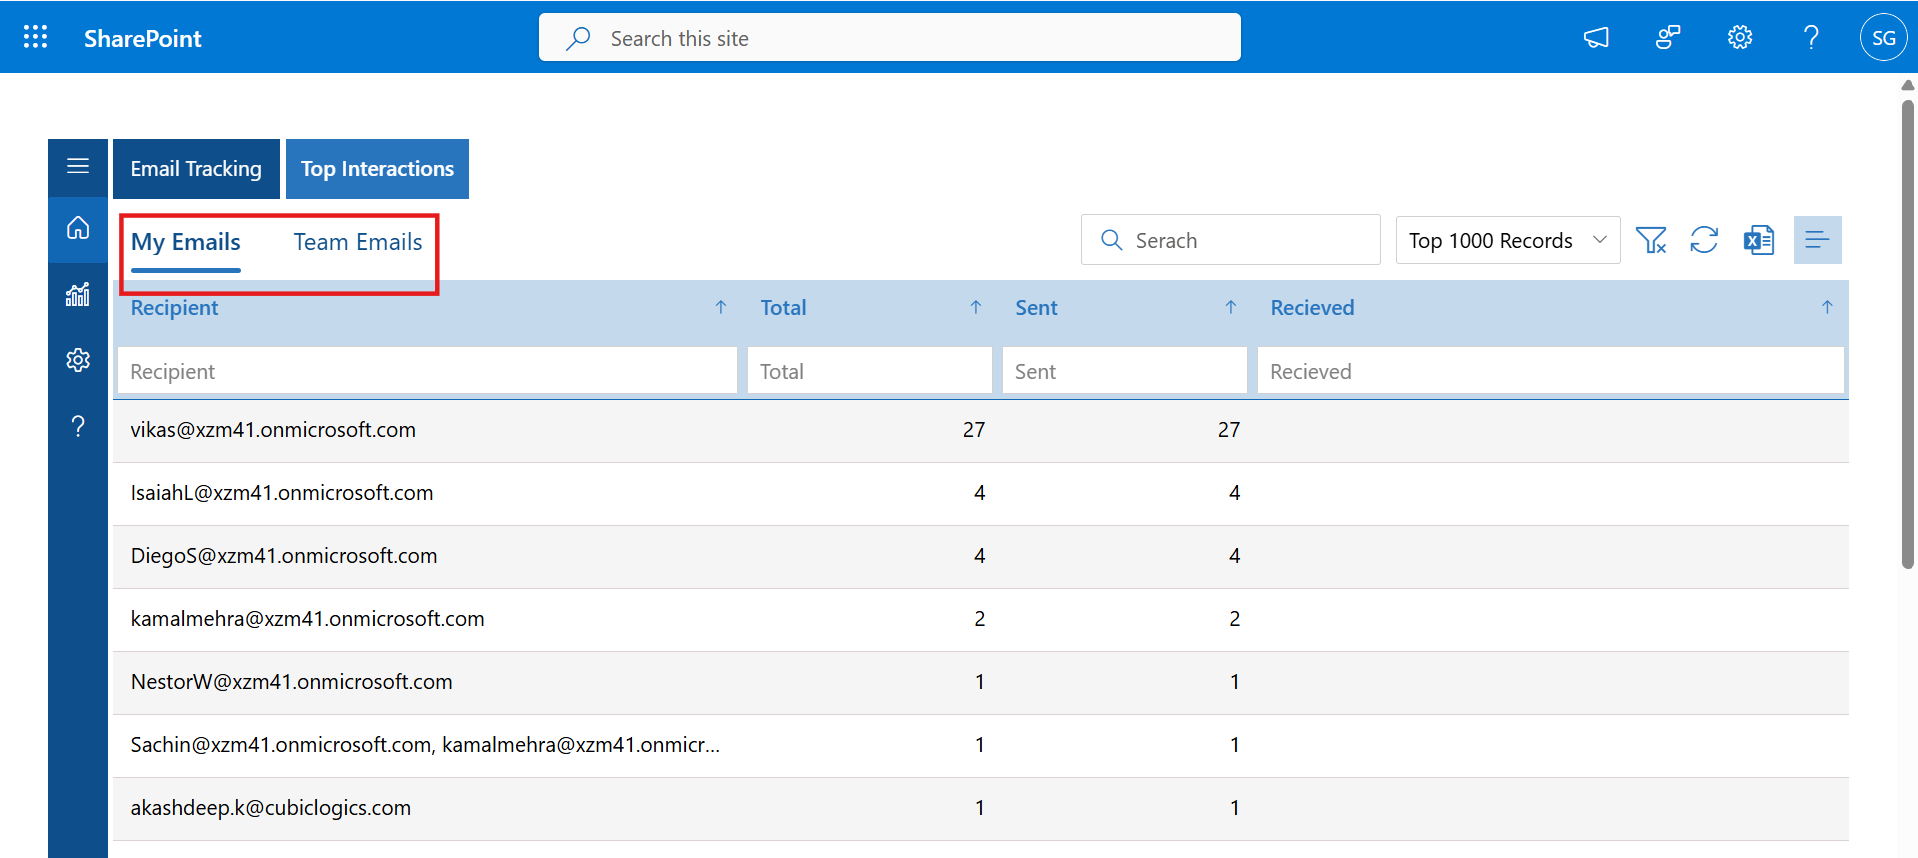 SharePoint
Search this site
SG
Email Tracking
Top Interactions
My Emails
Team Emails
Serach
Top 1000 Records
Recipient Total Sent Recieved
Recipient Total Sent Recieved
vikas@xzm41.onmicrosoft.com 27 27
IsaiahL@xzm41.onmicrosoft.com 4 4
DiegoS@xzm41.onmicrosoft.com 4 4
kamalmehra@xzm41.onmicrosoft.com 2 2
NestorW@xzm41.onmicrosoft.com 1 1
Sachin@xzm41.onmicrosoft.com, kamalmehra@xzm41.onmicr... 1 1
akashdeep.k@cubiclogics.com 1 1